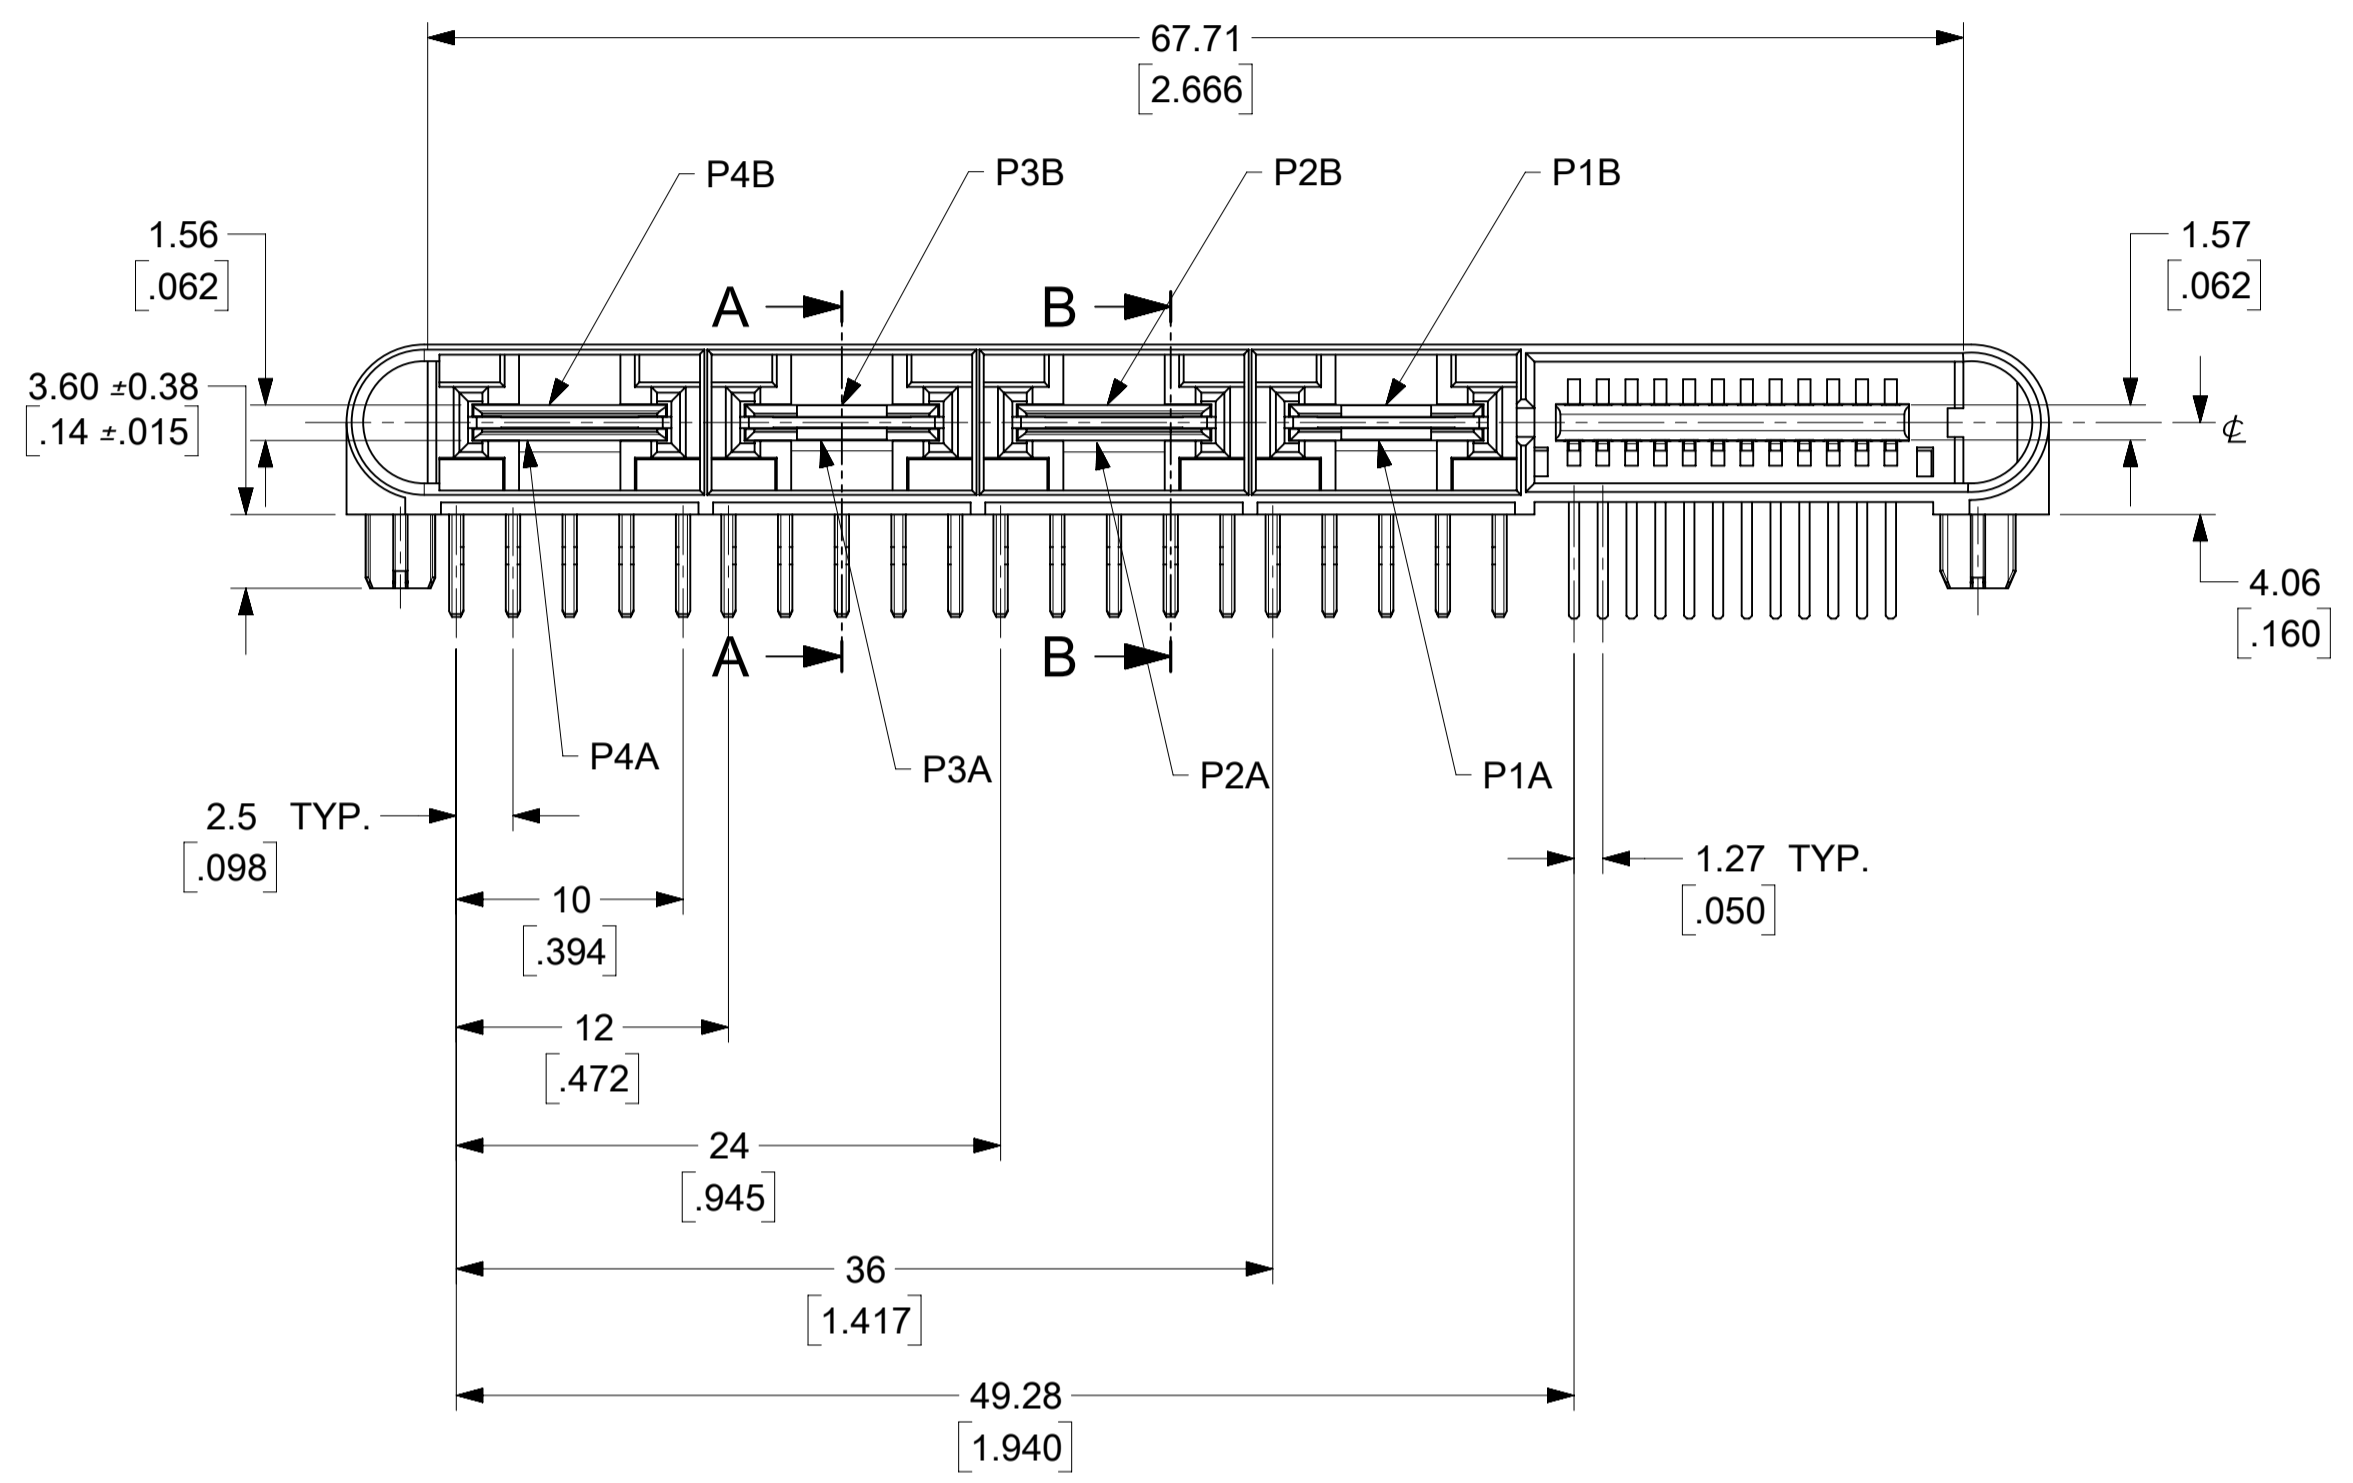 67.71
[2.666]
P4B
P3B
P2B
P1B
1.56
[.062]
1.57
[.062]
A
B
3.60 ±0.38
[.14 ±.015]
℄
4.06
[.160]
A
B
P4A
P3A
P2A
P1A
2.5 TYP.
[.098]
1.27 TYP.
[.050]
10
[.394]
12
[.472]
24
[.945]
36
[1.417]
49.28
[1.940]